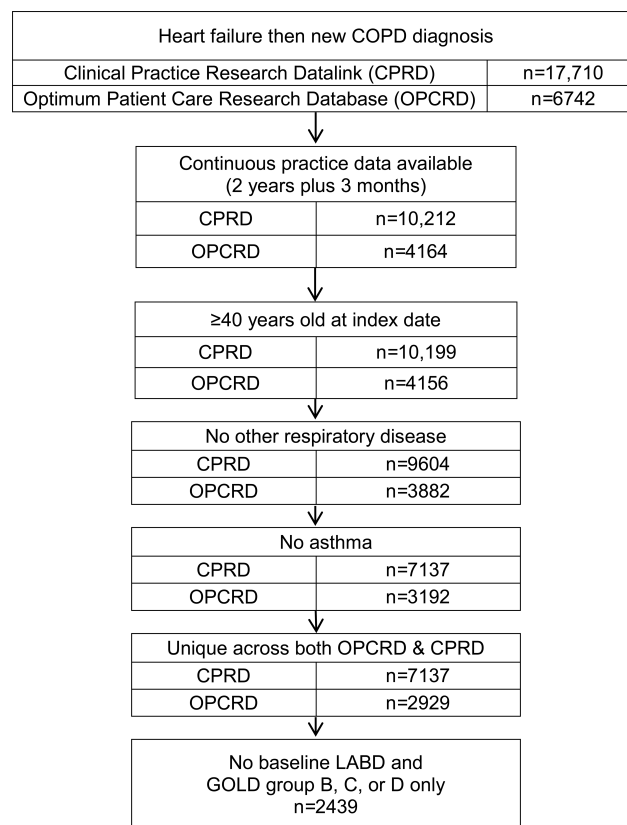 Heart failure then new COPD diagnosis
Clinical Practice Research Datalink (CPRD) n=17,710
Optimum Patient Care Research Database (OPCRD) n=6742
Continuous practice data available
(2 years plus 3 months)
CPRD n=10,212
OPCRD n=4164
≥40 years old at index date
CPRD n=10,199
OPCRD n=4156
No other respiratory disease
CPRD n=9604
OPCRD n=3882
No asthma
CPRD n=7137
OPCRD n=3192
Unique across both OPCRD & CPRD
CPRD n=7137
OPCRD n=2929
No baseline LABD and
GOLD group B, C, or D only
n=2439